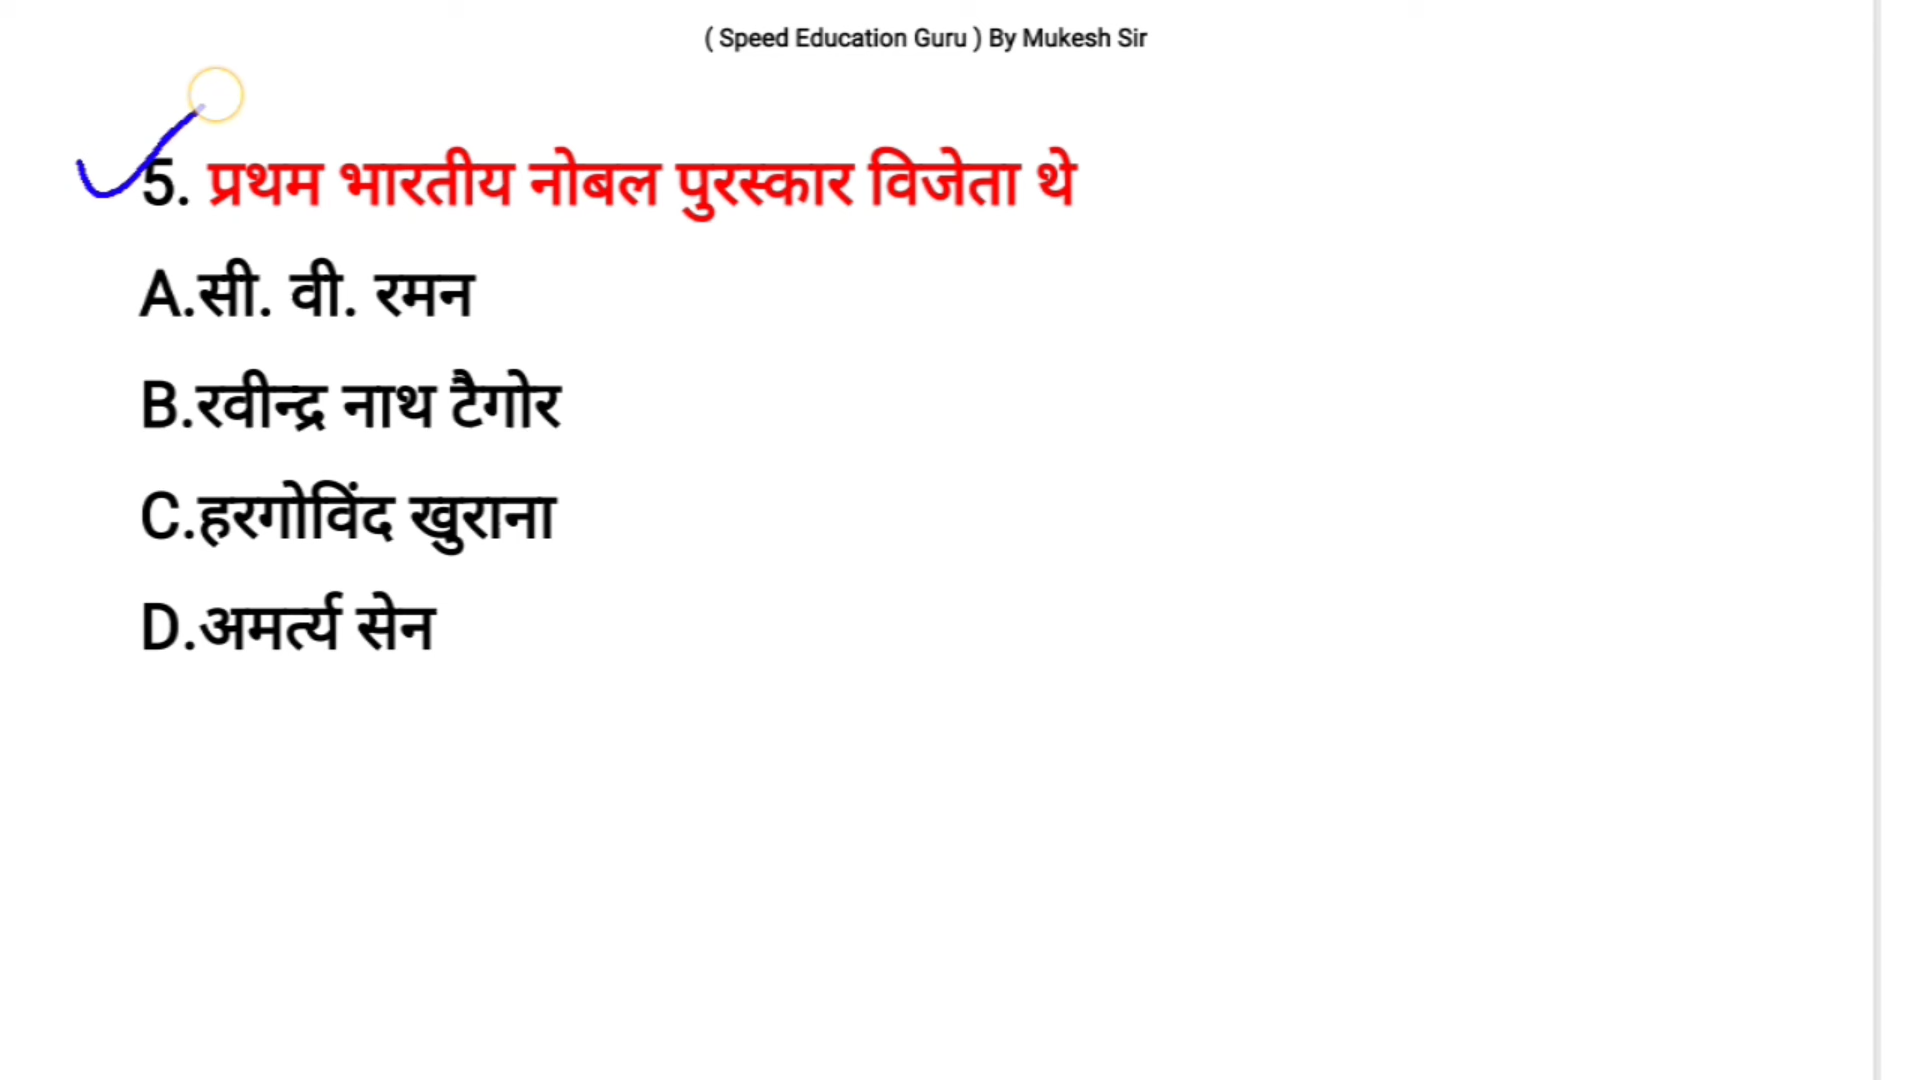 ( Speed Education Guru ) By Mukesh Sir
5. प्रथम भारतीय नोबल पुरस्कार विजेता थे
A.सी. वी. रमन
B.रवीन्द्र नाथ टैगोर
C.हरगोविंद खुराना
D.अमर्त्य सेन